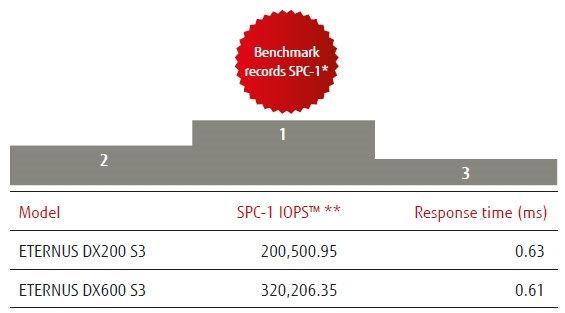 Benchmark
records SPC-1*
1
2
3
Model SPC-1 IOPS™ ** Response time (ms)
ETERNUS DX200 S3 200,500.95 0.63
ETERNUS DX600 S3 320,206.35 0.61